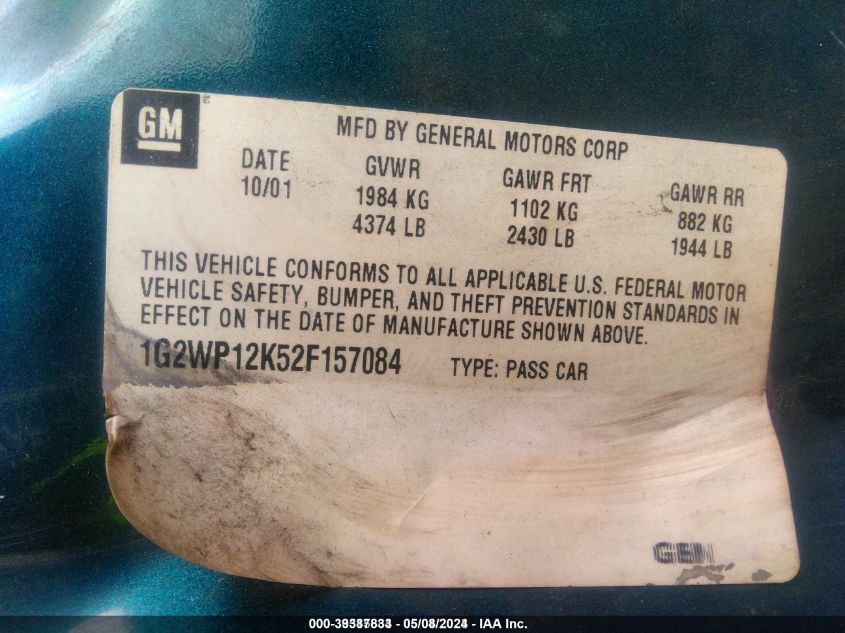 GM
MFD BY GENERAL MOTORS CORP
DATE GVWR GAWR FRT GAWR RR
10/01 1984 KG 1102 KG 882 KG
4374 LB 2430 LB 1944 LB
THIS VEHICLE CONFORMS TO ALL APPLICABLE U.S. FEDERAL MOTOR
VEHICLE SAFETY, BUMPER, AND THEFT PREVENTION STANDARDS IN
EFFECT ON THE DATE OF MANUFACTURE SHOWN ABOVE.
1G2WP12K52F157084 TYPE: PASS CAR
05/08/2024 - IAA Inc.